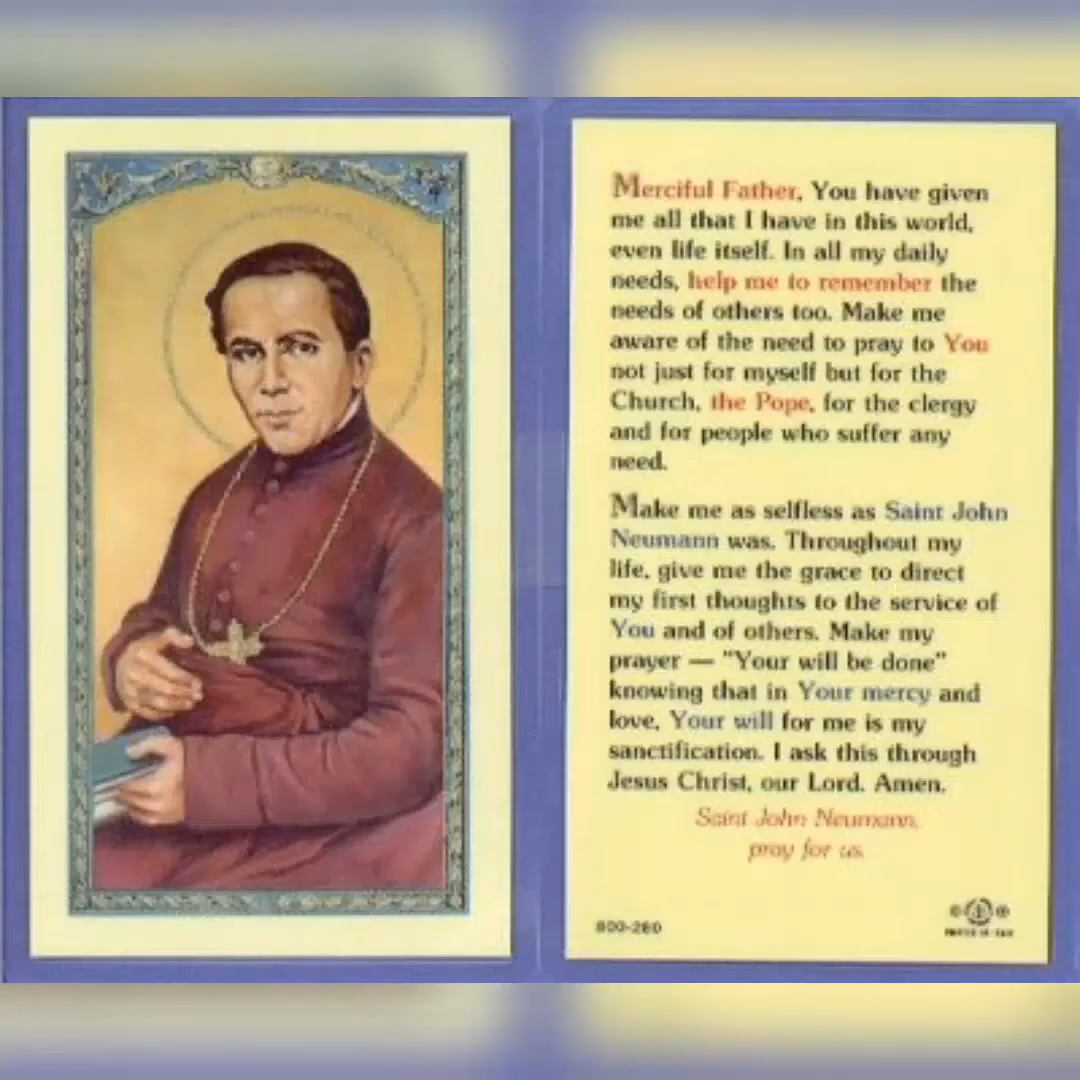 Merciful Father, You have given
me all that I have in this world,
even life itself. In all my daily
needs, help me to remember the
needs of others too. Make me
aware of the need to pray to You
not just for myself but for the
Church, the Pope, for the clergy
and for people who suffer any
need.
Make me as selfless as Saint John
Neumann was. Throughout my
life, give me the grace to direct
my first thoughts to the service of
You and of others. Make my
prayer — "Your will be done"
knowing that in Your mercy and
love, Your will for me is my
sanctification. I ask this through
Jesus Christ, our Lord. Amen.
Saint John Neumann,
pray for us.
800-280